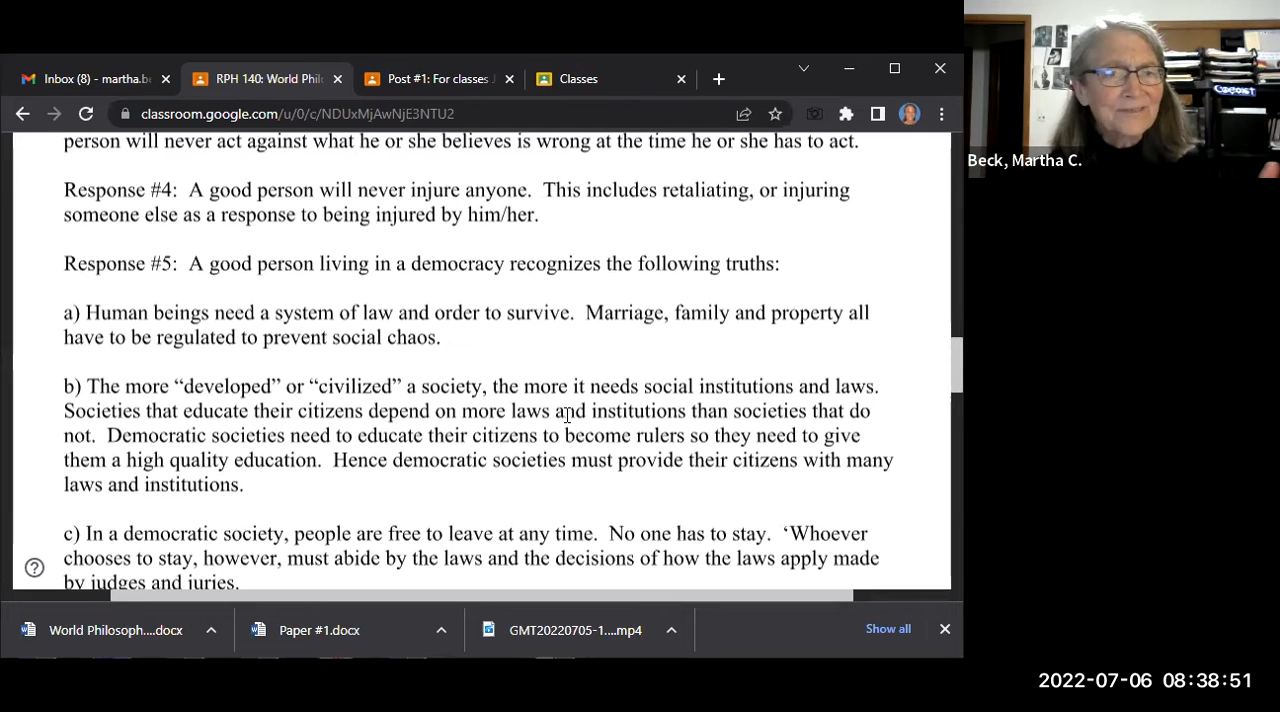 Inbox (8) - martha.be
RPH 140: World Phil
Post #1: For classes J
Classes
classroom.google.com/u/0/c/NDUxMjAwNjE3NTU2
Beck, Martha C.
person will never act against what he or she believes is wrong at the time he or she has to act.
Response #4: A good person will never injure anyone. This includes retaliating, or injuring
someone else as a response to being injured by him/her.
Response #5: A good person living in a democracy recognizes the following truths:
a) Human beings need a system of law and order to survive. Marriage, family and property all
have to be regulated to prevent social chaos.
b) The more “developed” or “civilized” a society, the more it needs social institutions and laws.
Societies that educate their citizens depend on more laws and institutions than societies that do
not. Democratic societies need to educate their citizens to become rulers so they need to give
them a high quality education. Hence democratic societies must provide their citizens with many
laws and institutions.
c) In a democratic society, people are free to leave at any time. No one has to stay. ‘Whoever
chooses to stay, however, must abide by the laws and the decisions of how the laws apply made
by judges and juries.
World Philosoph....docx
Paper #1.docx
GMT20220705-1....mp4
Show all
2022-07-06 08:38:51